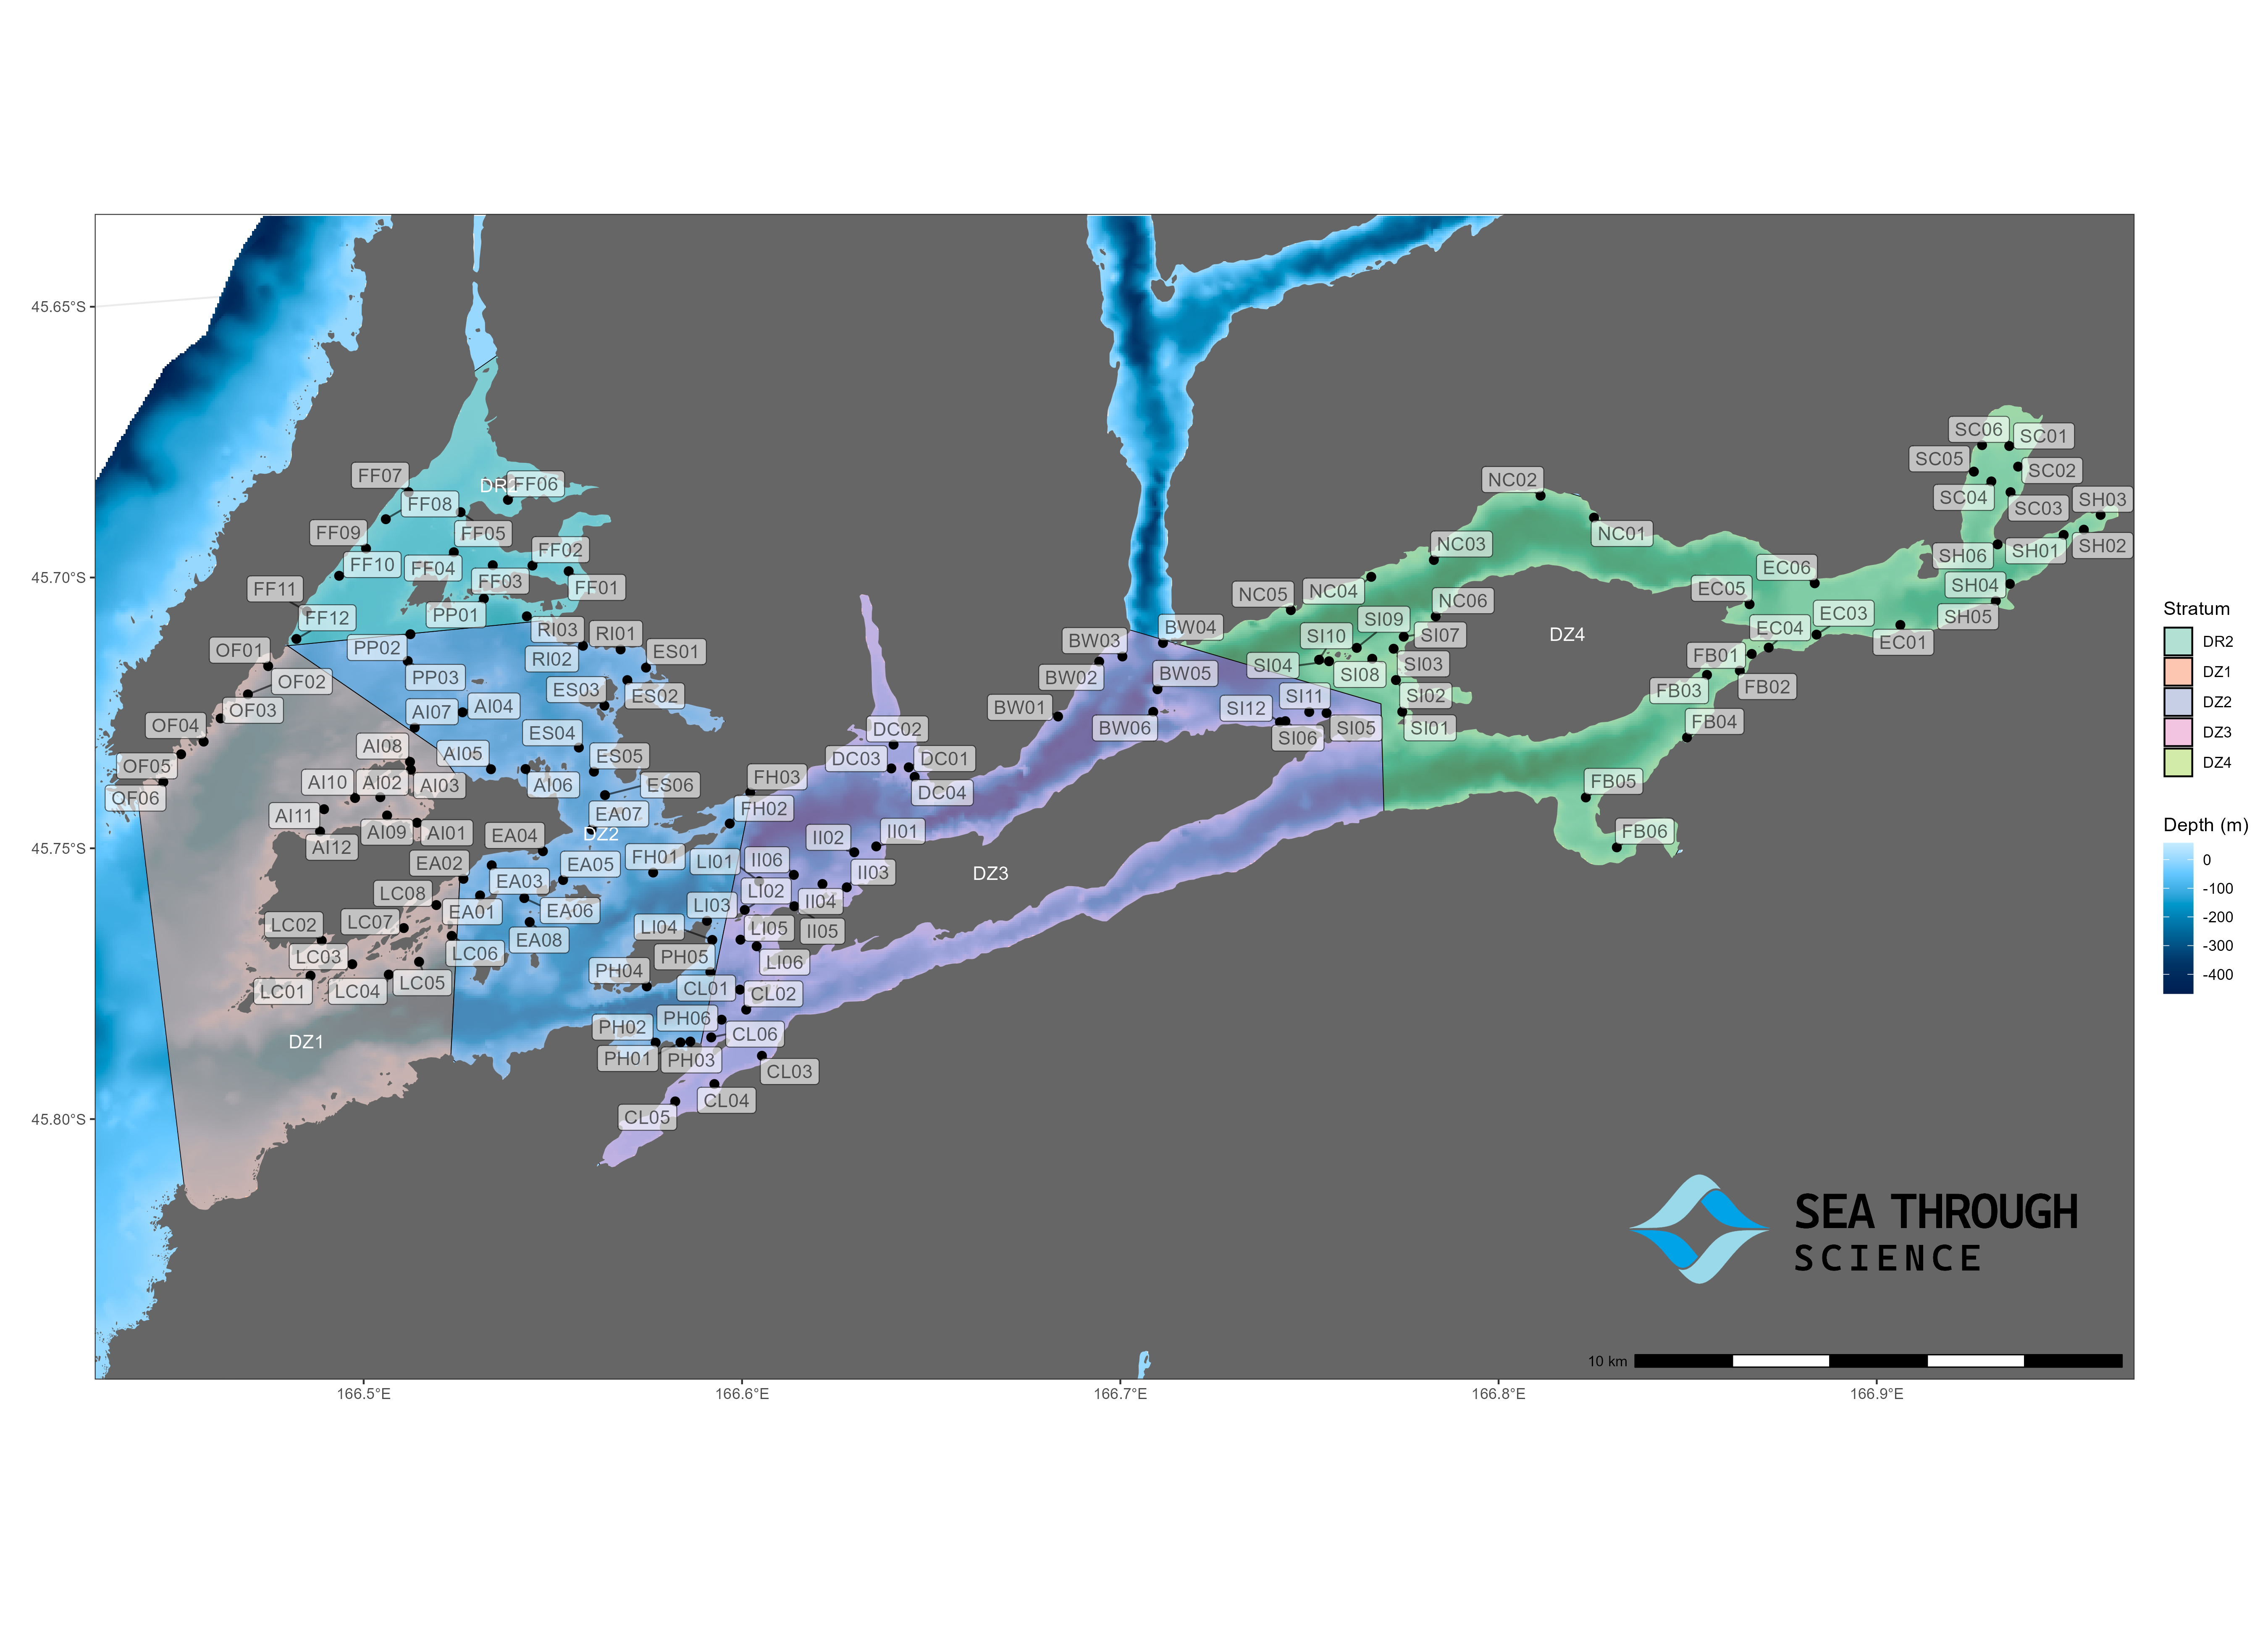 45.65°S
45.70°S
45.75°S
45.80°S
166.5°E
166.6°E
166.7°E
166.8°E
166.9°E
FF07
DR2
FF06
FF08
FF09
FF05
FF10
FF04
FF02
FF03
FF01
FF11
FF12
PP01
PP02
PP03
RI03
RI01
RI02
ES01
ES03
ES02
OF01
OF02
OF03
OF04
OF05
OF06
AI07
AI04
AI08
AI05
ES04
ES05
AI10
AI02
AI03
AI06
ES06
AI11
AI09
AI01
AI12
EA04
EA07
DZ2
FH03
FH02
EA02
EA05
FH01
EA03
LC08
EA01
EA06
LC07
LC02
EA08
LC06
LC03
LC01
LC04
LC05
DZ1
LI01
II06
II02
II01
II03
LI02
II04
II05
LI03
LI04
LI05
LI06
PH05
PH04
CL01
CL02
PH06
PH02
CL06
PH01
PH03
CL03
CL04
CL05
DC02
DC03
DC01
DC04
DZ3
BW01
BW02
BW03
BW04
BW05
BW06
SI12
SI11
SI06
SI05
SI04
SI10
SI09
SI08
SI07
SI03
SI02
SI01
NC05
NC04
NC03
NC06
NC02
NC01
DZ4
EC06
EC05
EC03
EC04
EC01
FB01
FB02
FB03
FB04
FB05
FB06
SC06
SC01
SC05
SC02
SC04
SC03
SH03
SH02
SH06
SH01
SH04
SH05
SEA THROUGH
SCIENCE
10 km
Stratum
DR2
DZ1
DZ2
DZ3
DZ4
Depth (m)
0
-100
-200
-300
-400